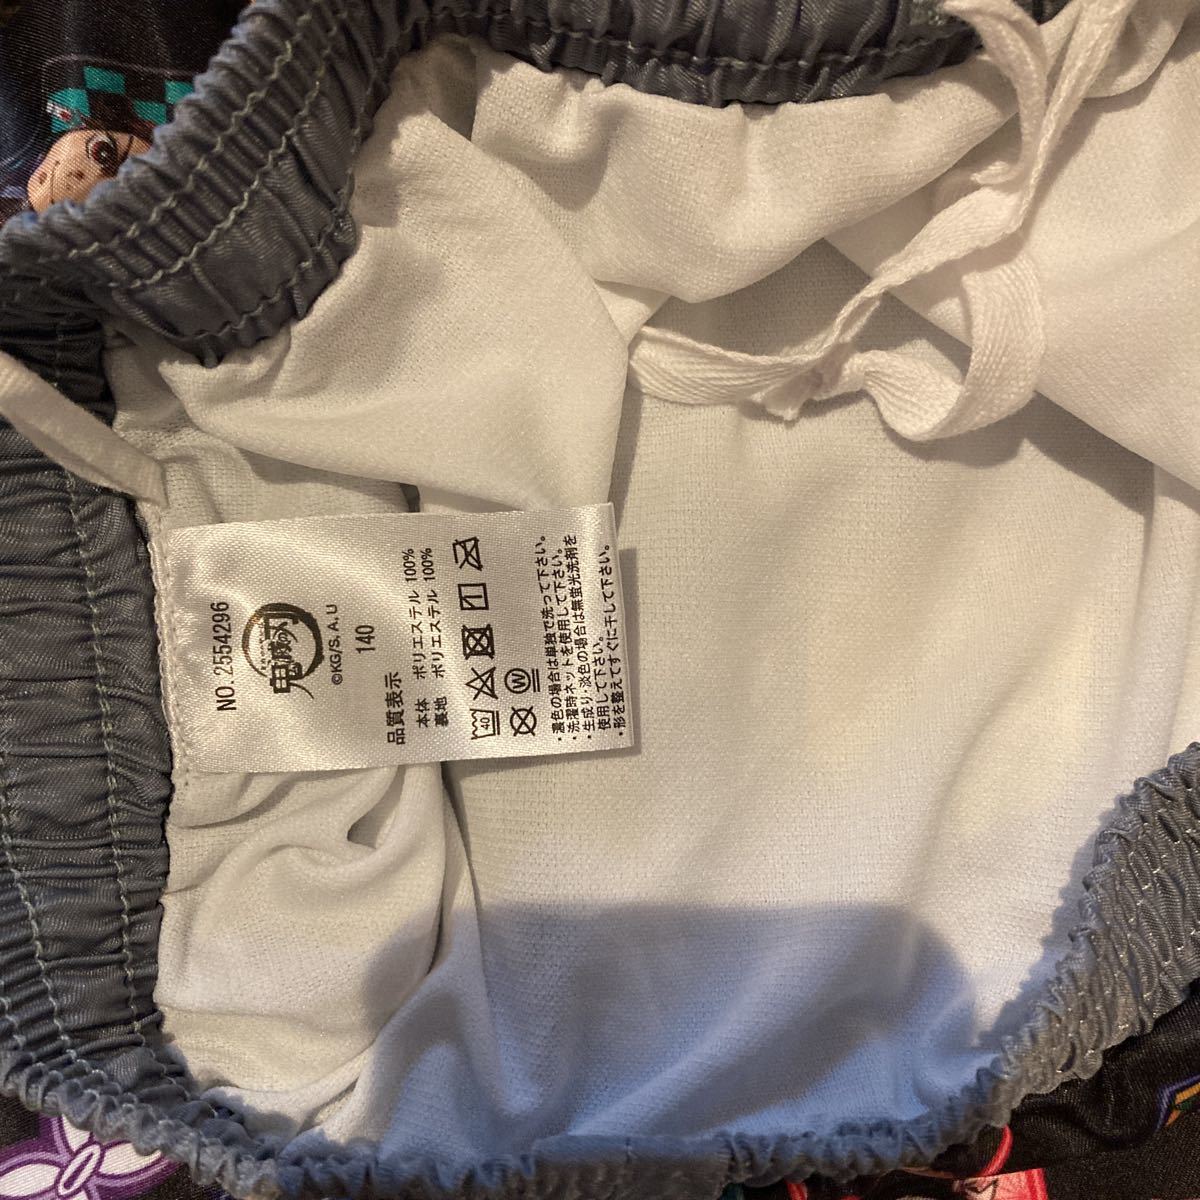 NO. 2554296
鬼滅の刃
©KG/S, A, U
140
品質表示
本体 ポリエステル 100%
裏地 ポリエステル 100%
40
W
・濃色の場合は単独で洗って下さい。
・洗濯時ネットを使用して下さい。
・生成り・淡色の場合は無蛍光洗剤を
使用して下さい。
・形を整えてすぐに干して下さい。